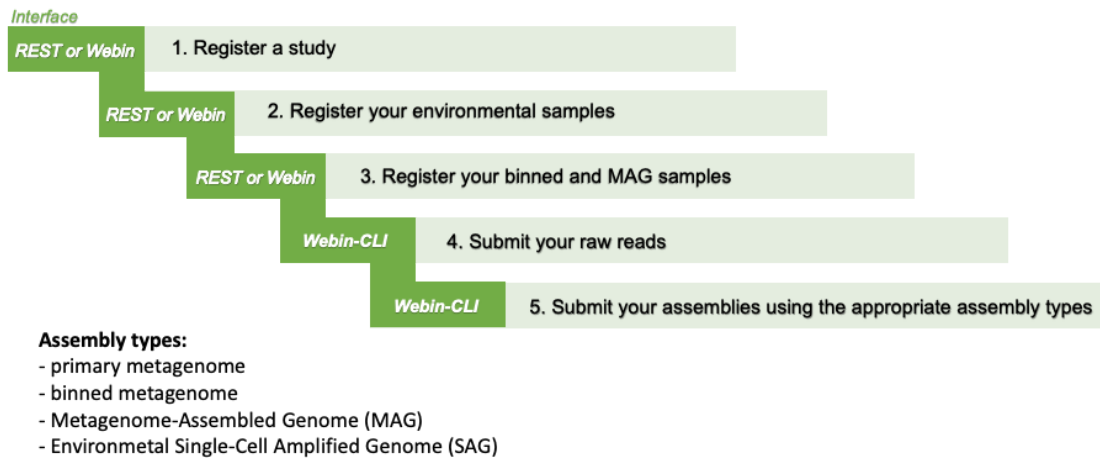 Interface
REST or Webin
1. Register a study
REST or Webin
2. Register your environmental samples
REST or Webin
3. Register your binned and MAG samples
Webin-CLI
4. Submit your raw reads
Webin-CLI
5. Submit your assemblies using the appropriate assembly types
Assembly types:
- primary metagenome
- binned metagenome
- Metagenome-Assembled Genome (MAG)
- Environmetal Single-Cell Amplified Genome (SAG)